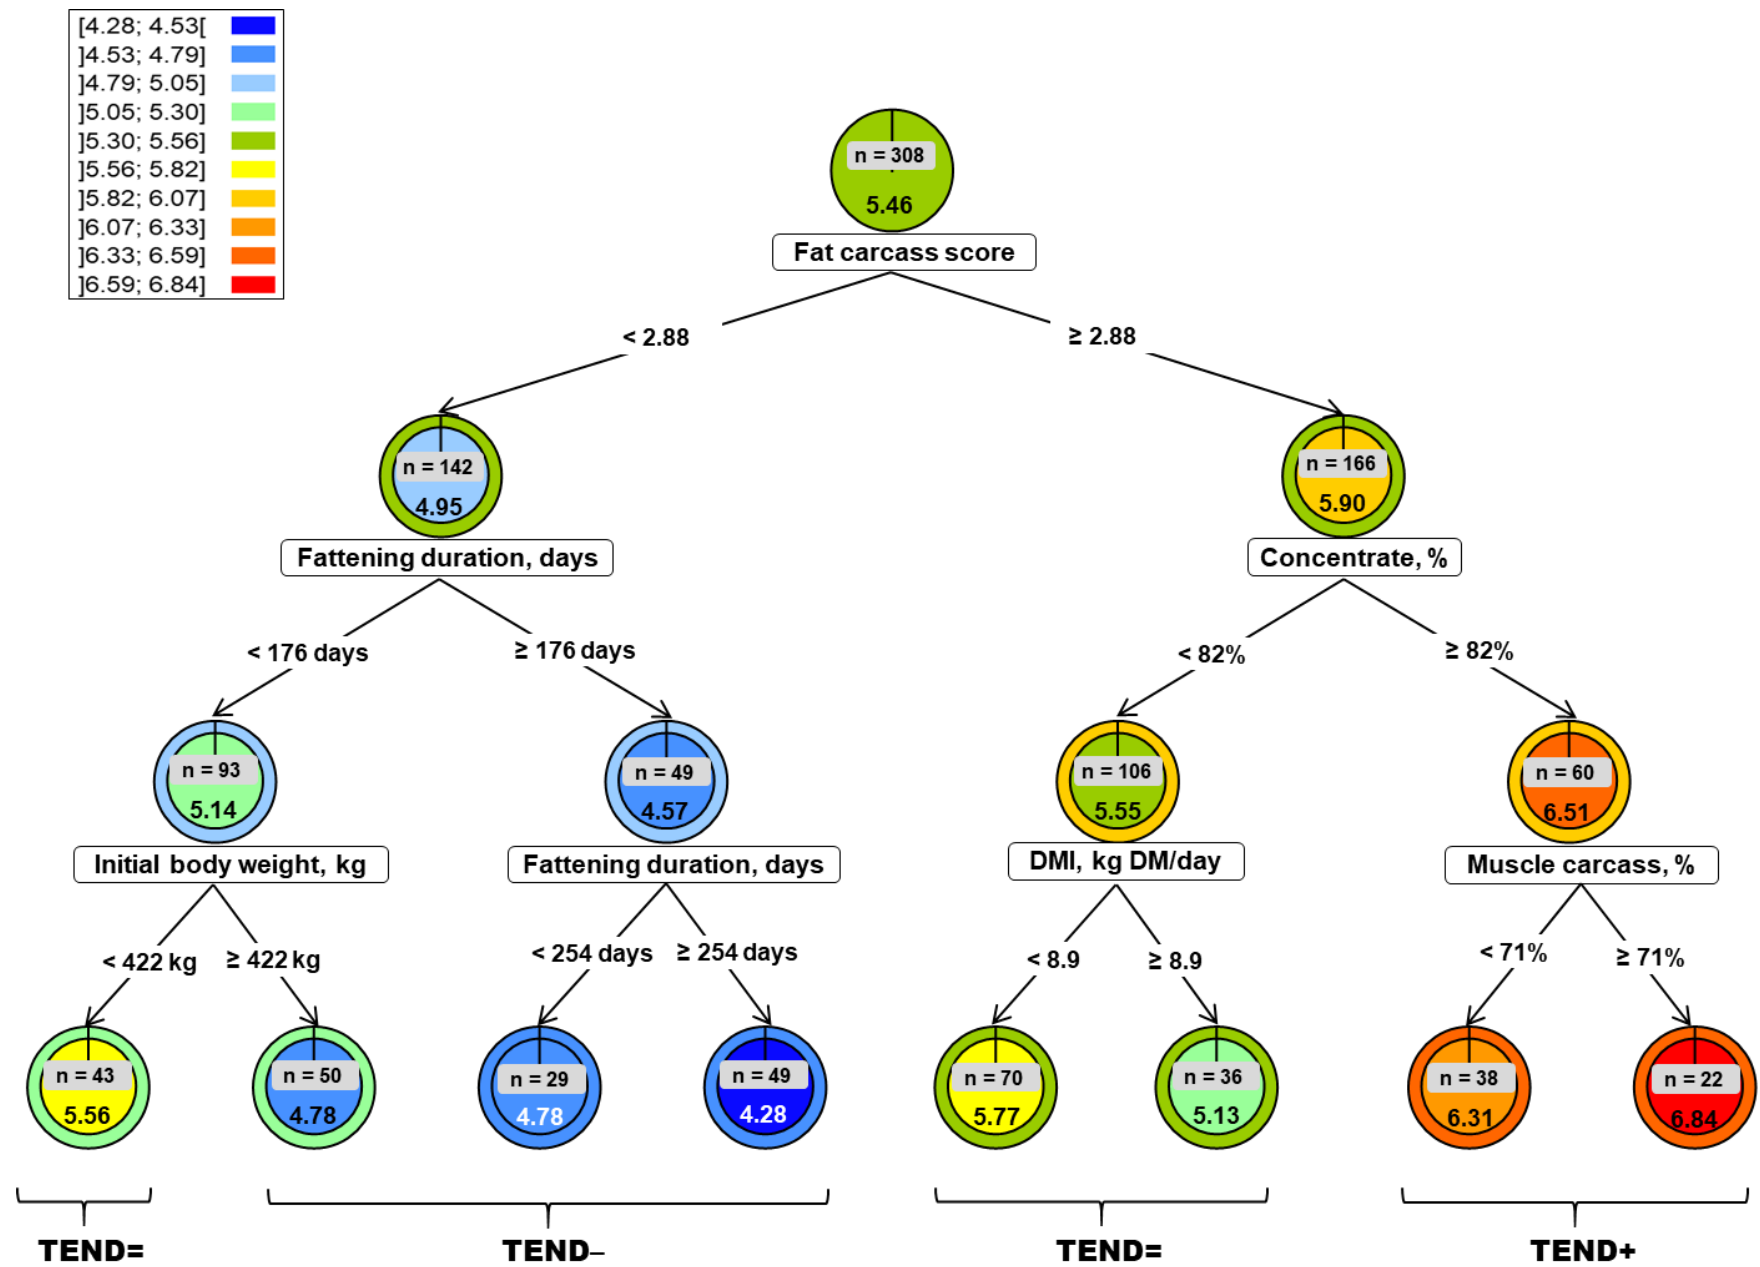 [4.28; 4.53[
]4.53; 4.79]
]4.79; 5.05]
]5.05; 5.30]
]5.30; 5.56]
]5.56; 5.82]
]5.82; 6.07]
]6.07; 6.33]
]6.33; 6.59]
]6.59; 6.84]
n = 308
5.46
Fat carcass score
< 2.88
≥ 2.88
n = 142
4.95
n = 166
5.90
Fattening duration, days
Concentrate, %
< 176 days
≥ 176 days
< 82%
≥ 82%
n = 93
5.14
n = 49
4.57
n = 106
5.55
n = 60
6.51
Initial body weight, kg
Fattening duration, days
DMI, kg DM/day
Muscle carcass, %
< 422 kg
≥ 422 kg
< 254 days
≥ 254 days
< 8.9
≥ 8.9
< 71%
≥ 71%
n = 43
5.56
n = 50
4.78
n = 29
4.78
n = 49
4.28
n = 70
5.77
n = 36
5.13
n = 38
6.31
n = 22
6.84
TEND=
TEND–
TEND=
TEND+